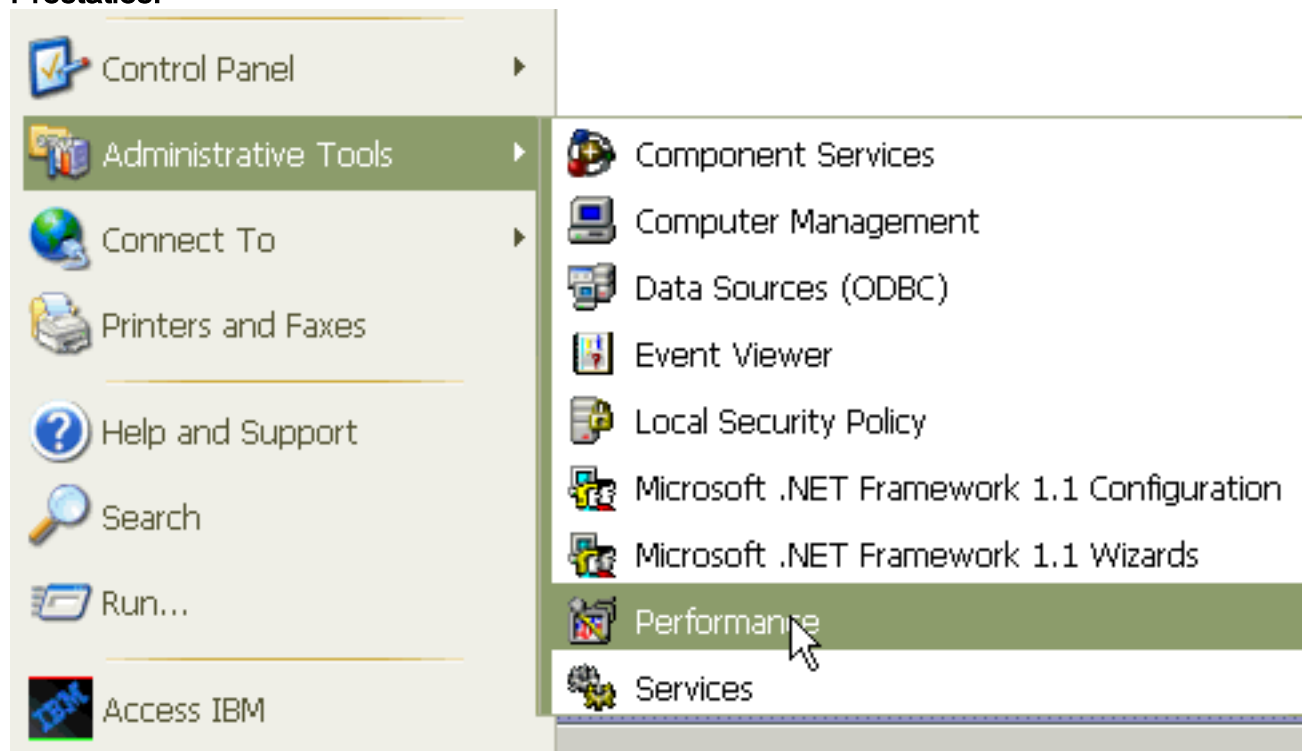 Prestaties.
Control Panel
Administrative Tools
Connect To
Printers and Faxes
Help and Support
Search
Run...
Access IBM
Component Services
Computer Management
Data Sources (ODBC)
Event Viewer
Local Security Policy
Microsoft .NET Framework 1.1 Configuration
Microsoft .NET Framework 1.1 Wizards
Performance
Services
IBM